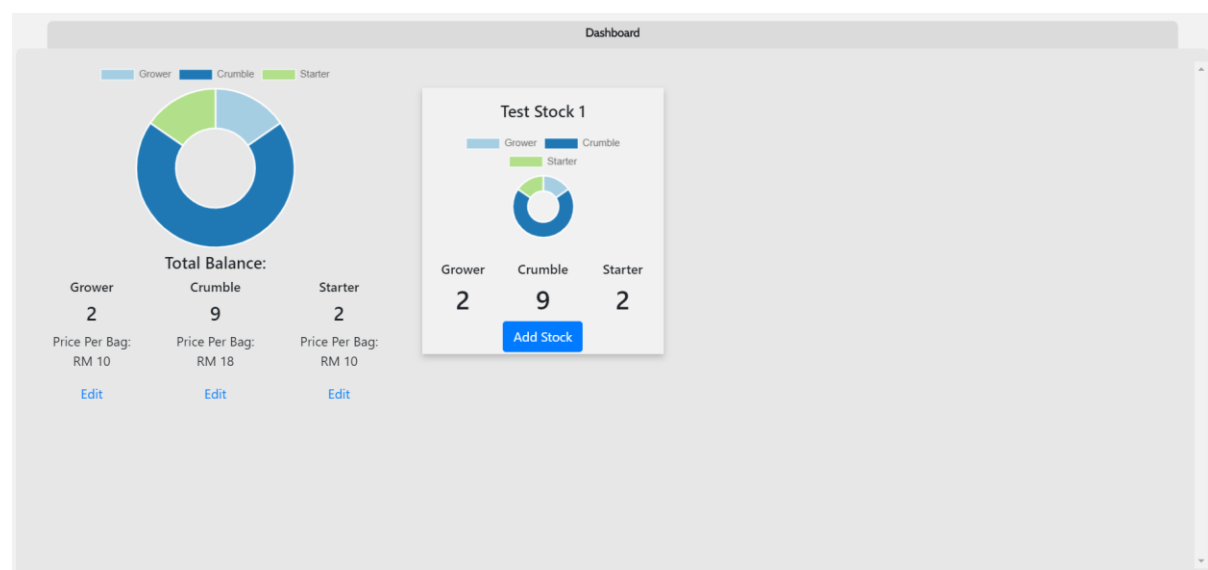 Dashboard
Grower Crumble Starter
Total Balance:
Grower Crumble Starter
2 9 2
Price Per Bag: Price Per Bag: Price Per Bag:
RM 10 RM 18 RM 10
Edit Edit Edit
Test Stock 1
Grower Crumble
Starter
Grower Crumble Starter
2 9 2
Add Stock